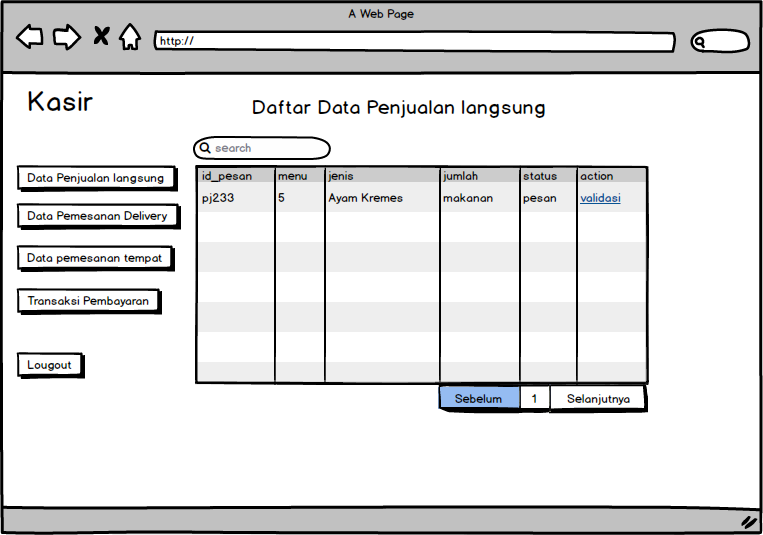 A Web Page
http://
Kasir
Daftar Data Penjualan langsung
search
Data Penjualan langsung
Data Pemesanan Delivery
Data pemesanan tempat
Transaksi Pembayaran
Lougout
id_pesan menu jenis jumlah status action
pj233 5 Ayam Kremes makanan pesan validasi
Sebelum 1 Selanjutnya